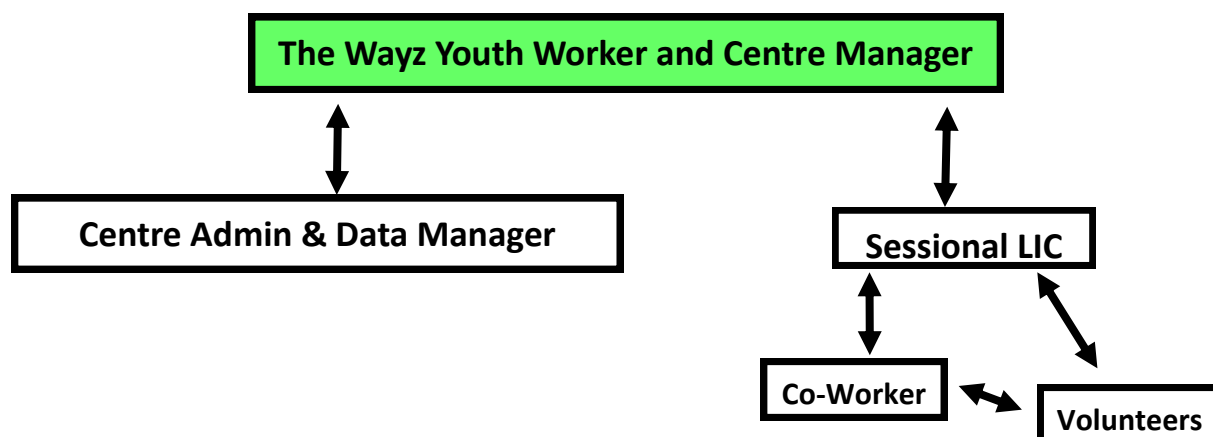 The Wayz Youth Worker and Centre Manager
Centre Admin & Data Manager
Sessional LIC
Co-Worker
Volunteers